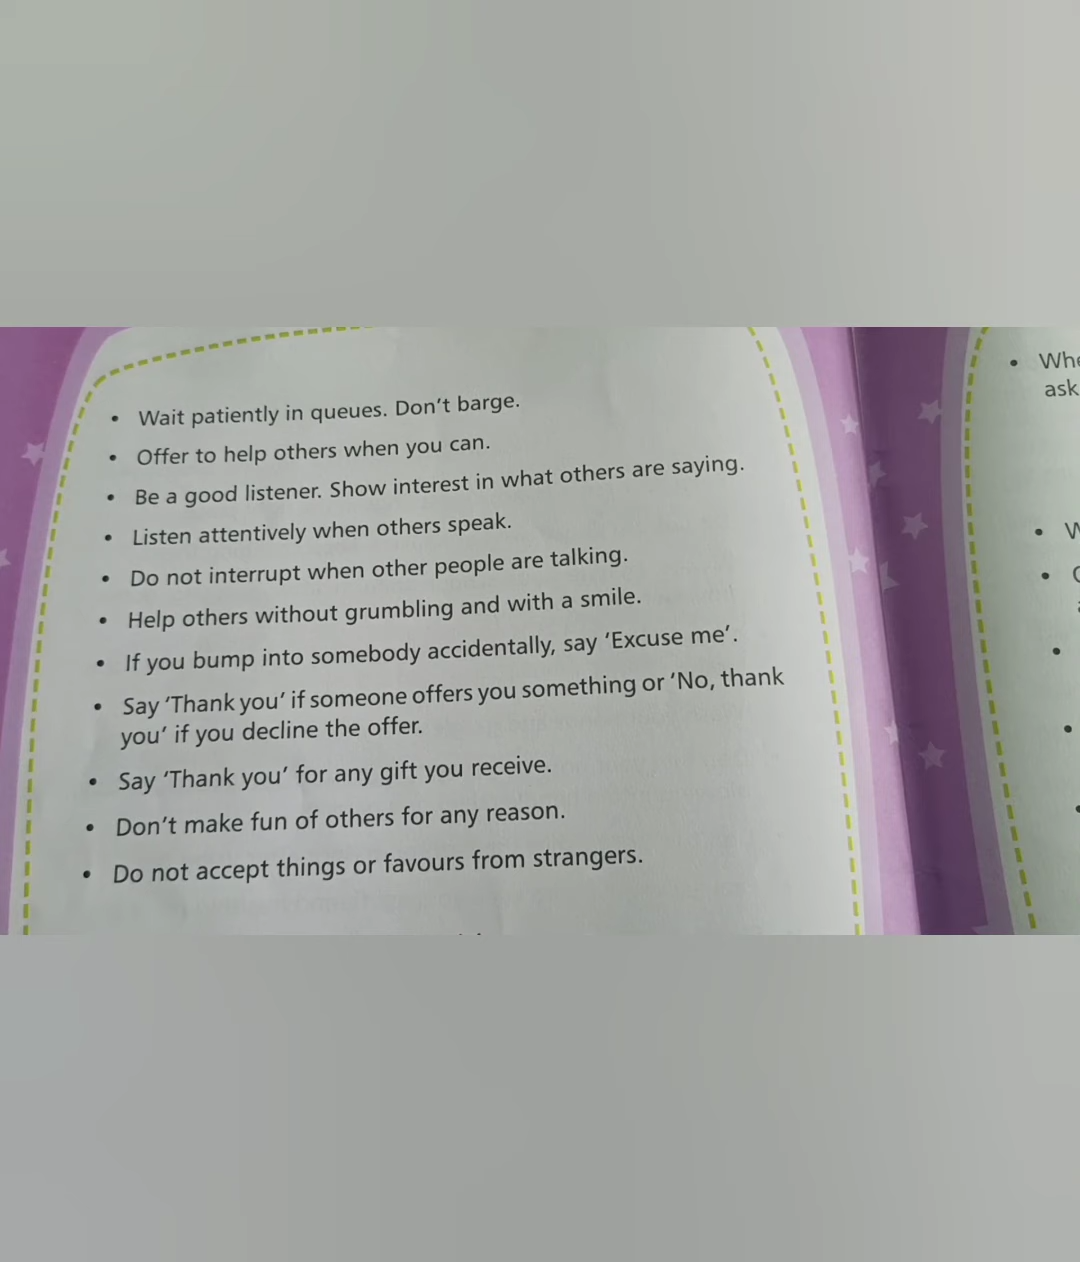 • Wait patiently in queues. Don't barge.
• Offer to help others when you can.
• Be a good listener. Show interest in what others are saying.
• Listen attentively when others speak.
• Do not interrupt when other people are talking.
• Help others without grumbling and with a smile.
• If you bump into somebody accidentally, say 'Excuse me'.
• Say 'Thank you' if someone offers you something or 'No, thank
you' if you decline the offer.
• Say 'Thank you' for any gift you receive.
• Don't make fun of others for any reason.
• Do not accept things or favours from strangers.
ask